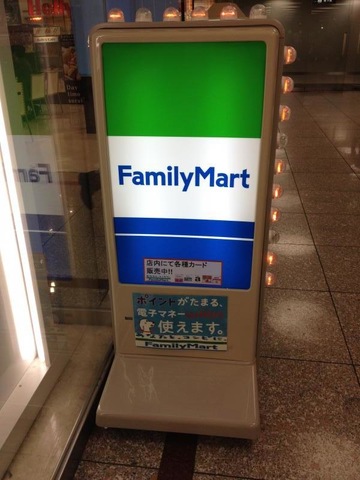 FamilyMart
店内にて各種カード
販売中!!
a
ポイントがたまる、
電子マネー
使えます。
FamilyMart